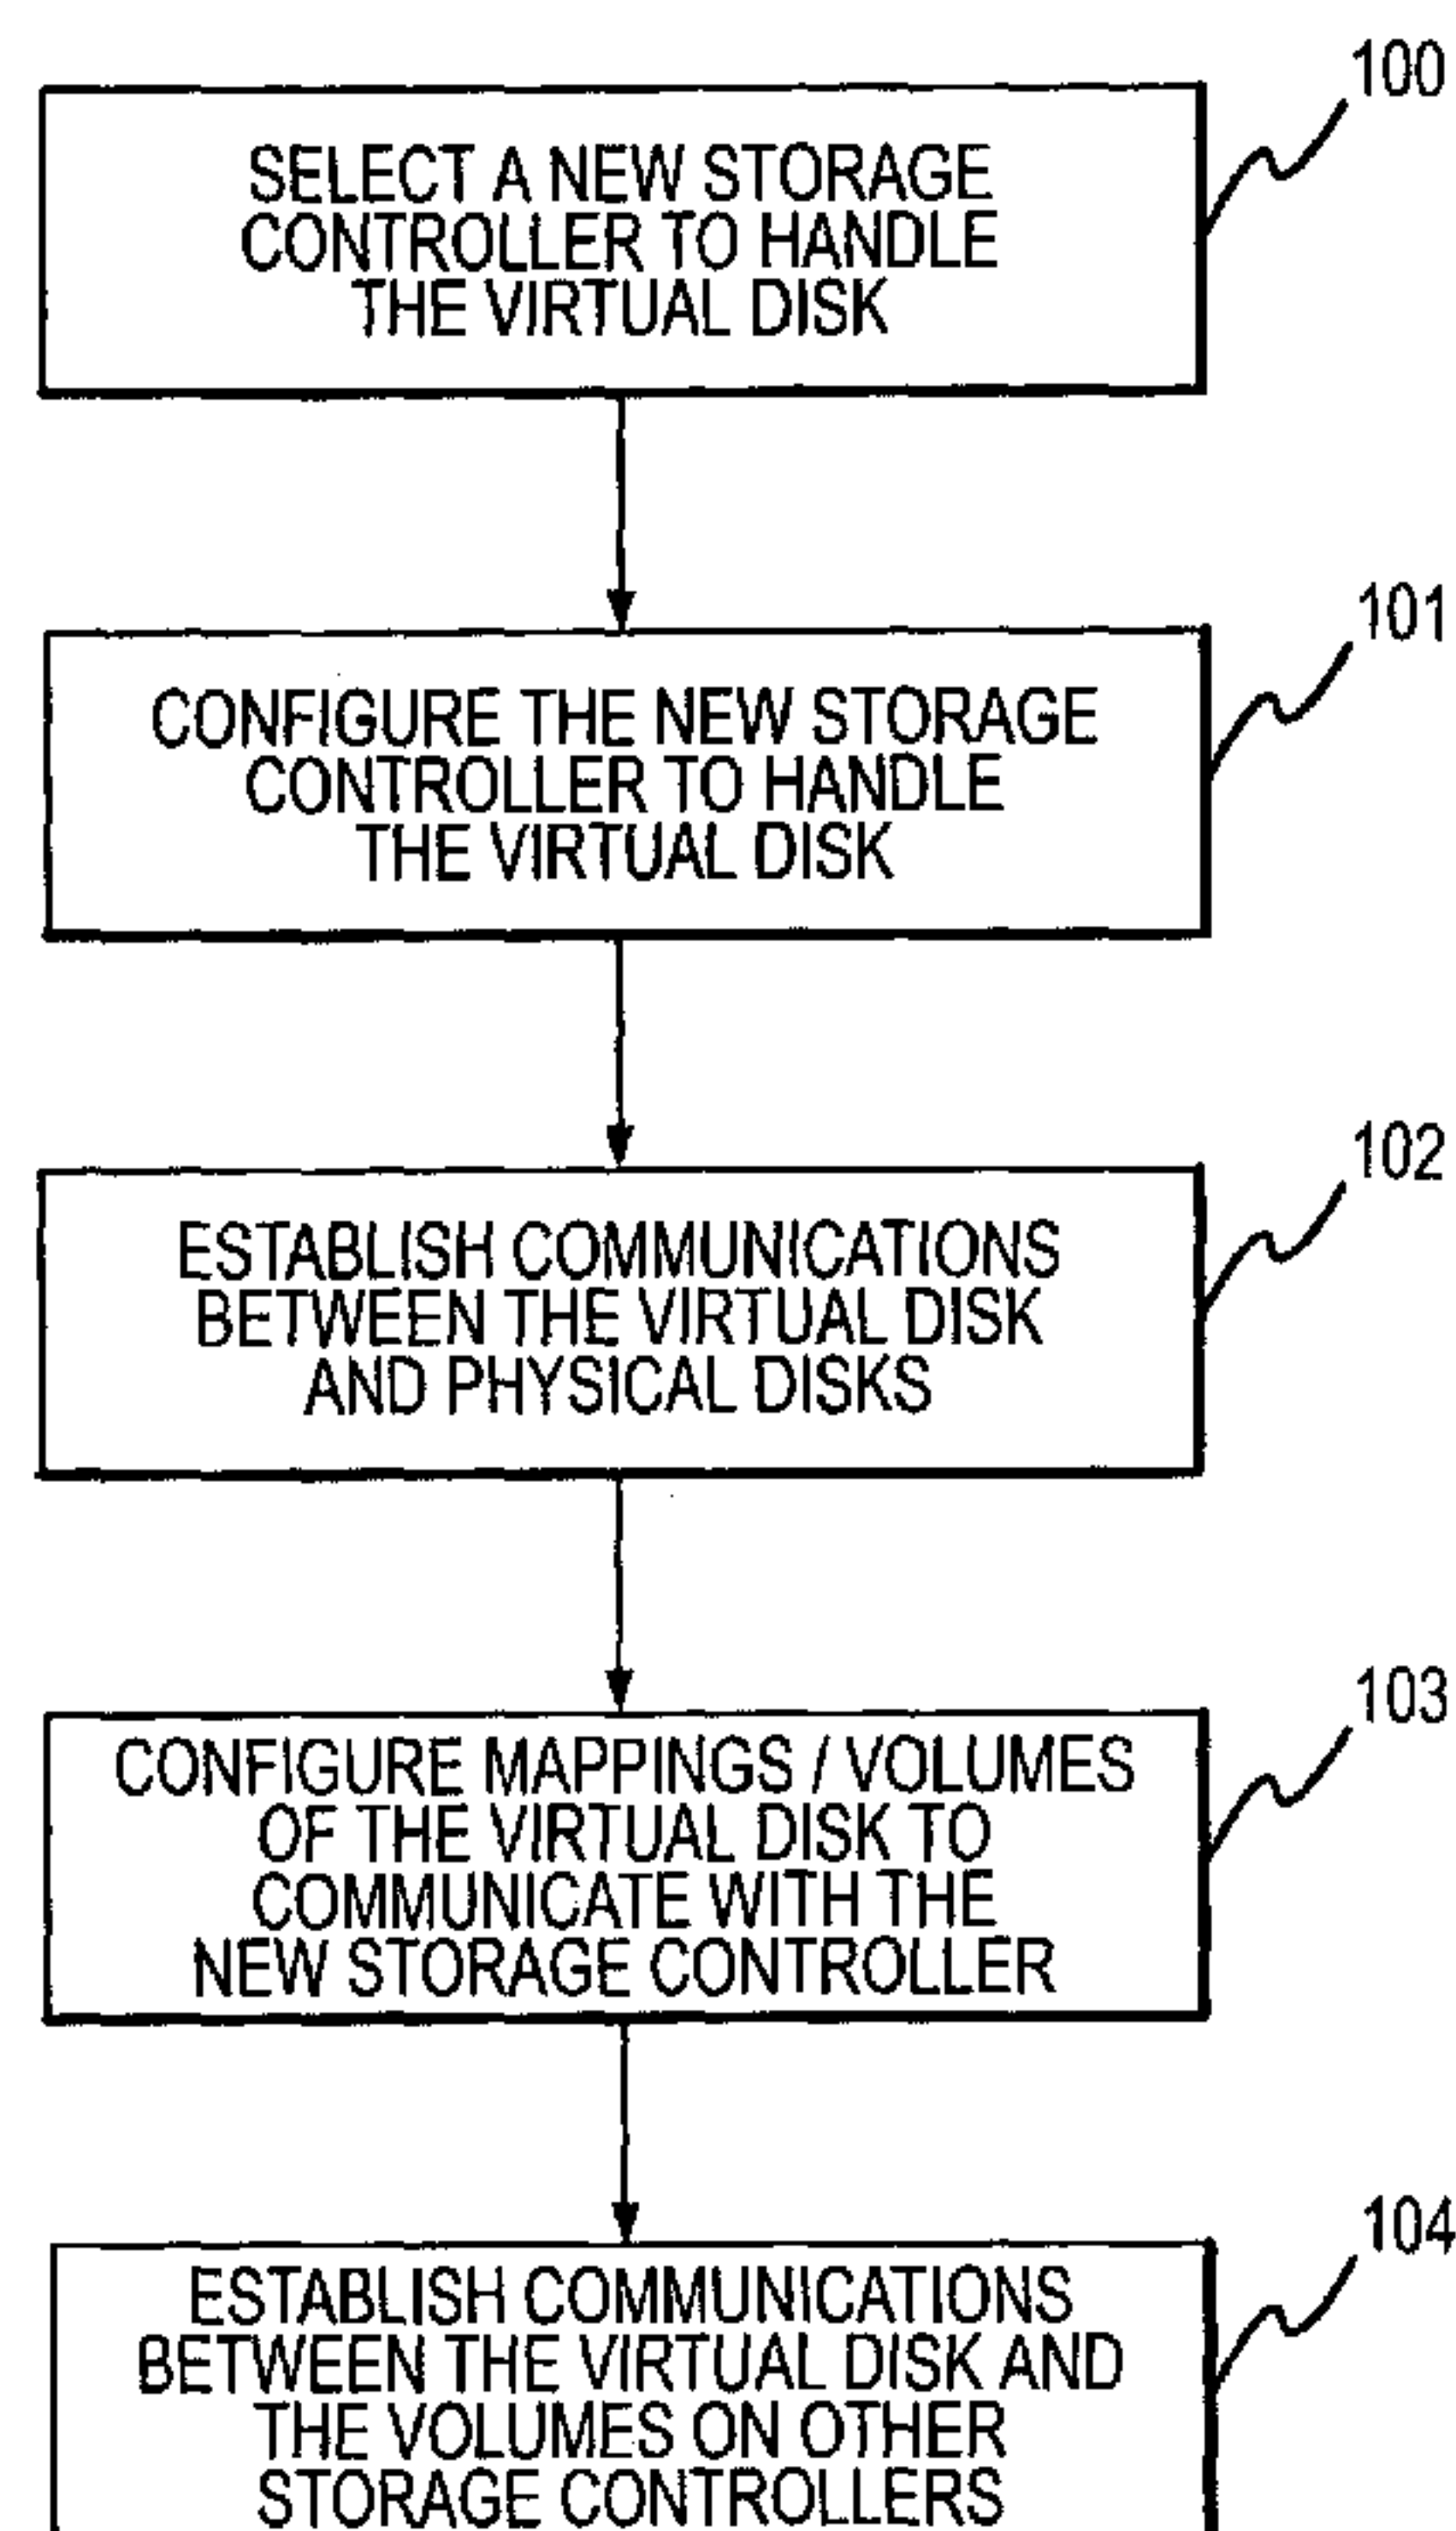 100
SELECT A NEW STORAGE
CONTROLLER TO HANDLE
THE VIRTUAL DISK
101
CONFIGURE THE NEW STORAGE
CONTROLLER TO HANDLE
THE VIRTUAL DISK
102
ESTABLISH COMMUNICATIONS
BETWEEN THE VIRTUAL DISK
AND PHYSICAL DISKS
103
CONFIGURE MAPPINGS / VOLUMES
OF THE VIRTUAL DISK TO
COMMUNICATE WITH THE
NEW STORAGE CONTROLLER
104
ESTABLISH COMMUNICATIONS
BETWEEN THE VIRTUAL DISK AND
THE VOLUMES ON OTHER
STORAGE CONTROLLERS